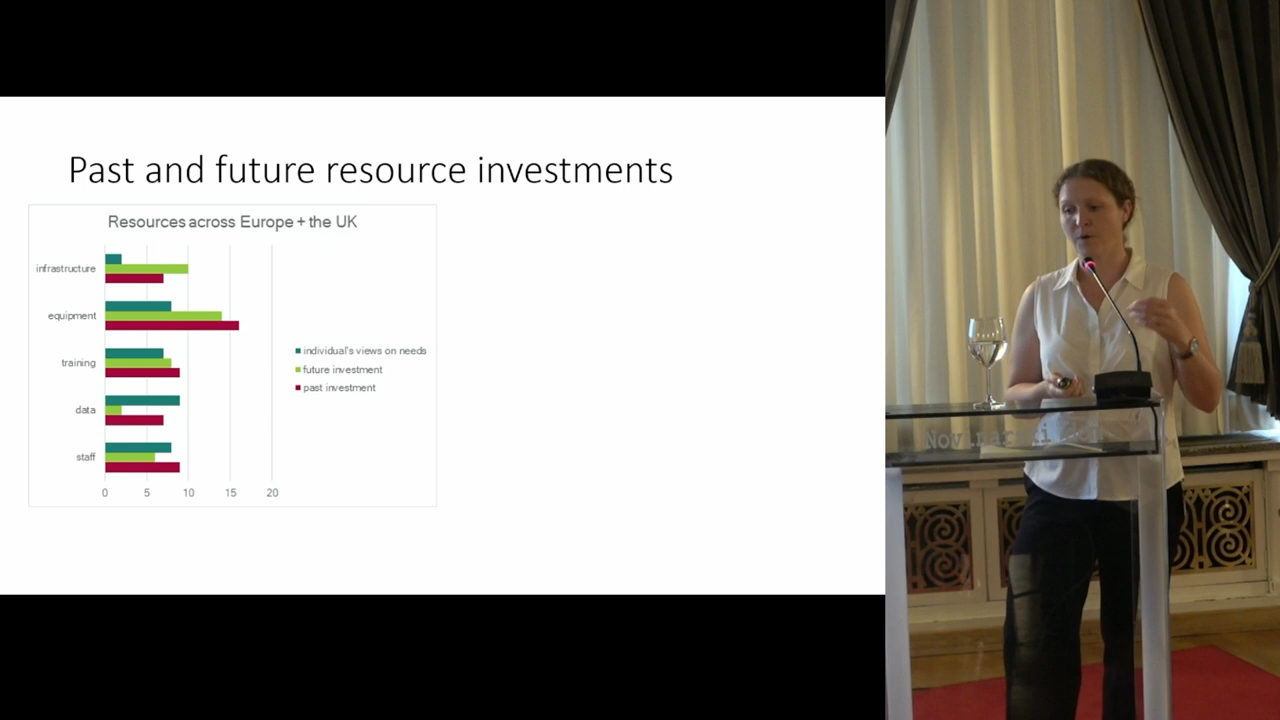 Past and future resource investments
Resources across Europe + the UK
infrastructure
equipment
training
data
staff
0 5 10 15 20
individual's views on needs
future investment
past investment